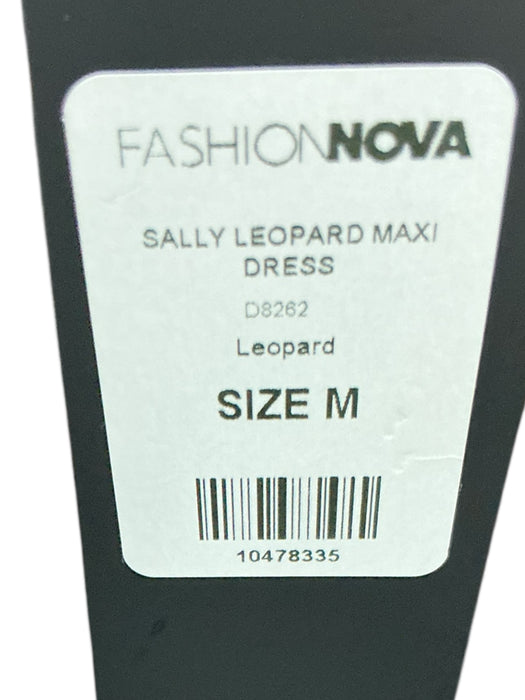 FASHIONNOVA
SALLY LEOPARD MAXI
DRESS
D8262
Leopard
SIZE M
10478335